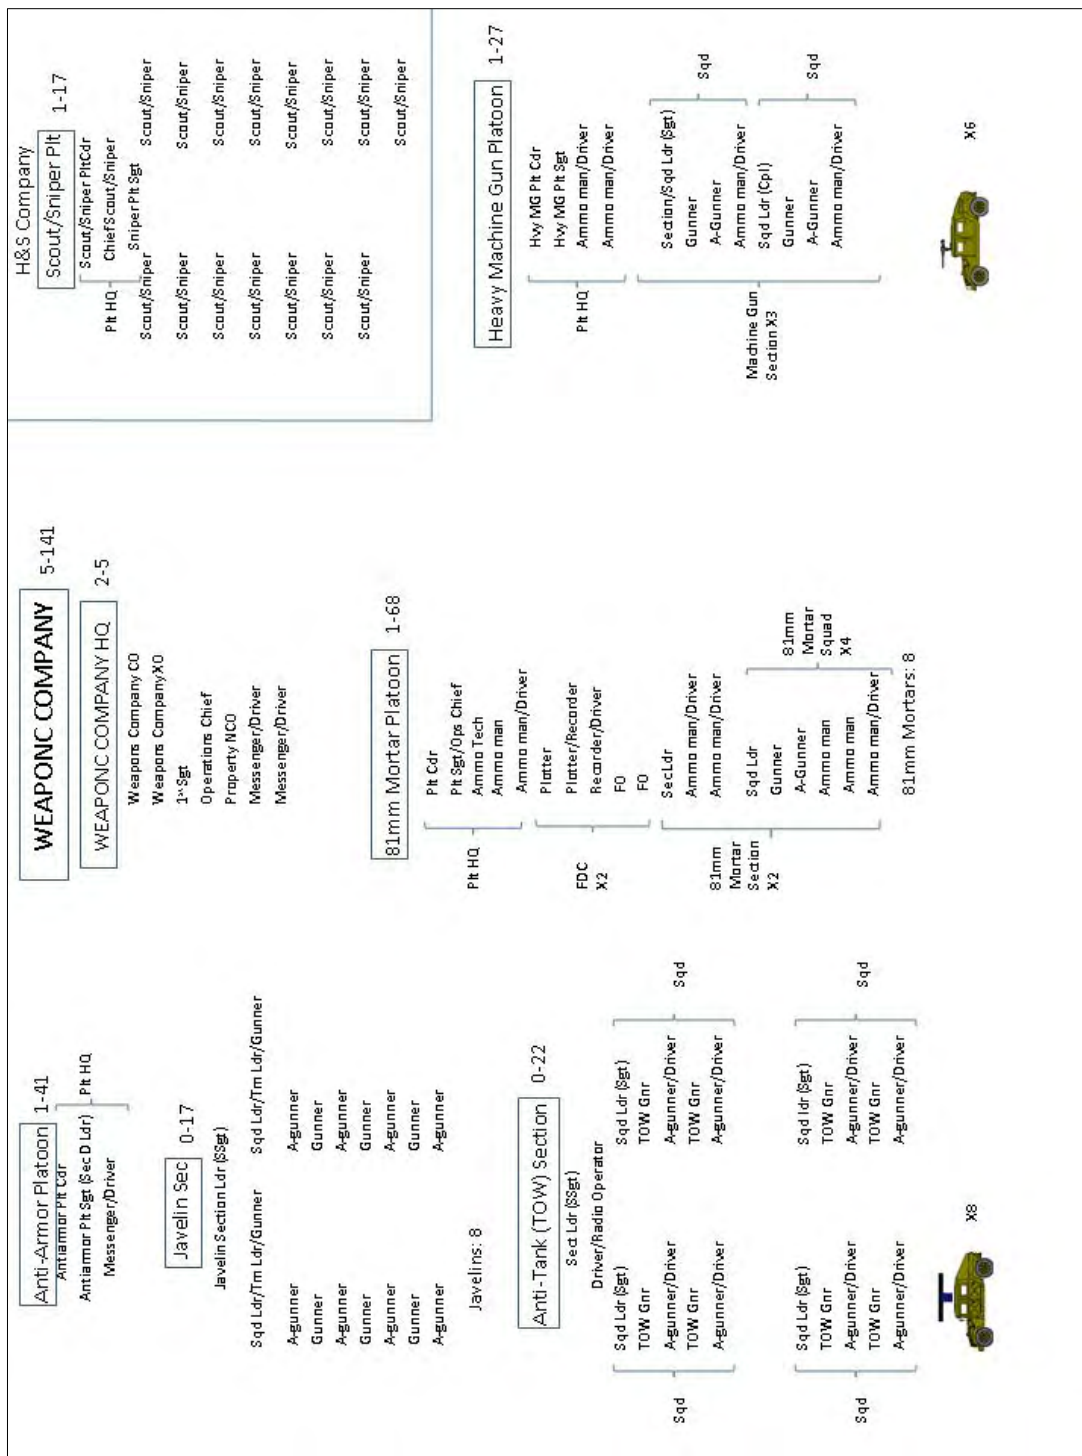 WEAPONC COMPANY 5-141
WEAPONC COMPANY HQ 2-5
Weapons Company CO
Weapons Company XO
1st Sgt
Operations Chief
Property NCO
Messenger/Driver
Messenger/Driver
Anti-Armor Platoon 1-41
Antiarmor Plt Cdr
Antiarmor Plt Sgt (Sec D Ldr)
Messenger/Driver
Plt HQ
Javelin Sec 0-17
Javelin Section Ldr (SSgt)
Sqd Ldr/Tm Ldr/Gunner Sqd Ldr/Tm Ldr/Gunner
A-gunner A-gunner
Gunner Gunner
A-gunner A-gunner
Gunner Gunner
A-gunner A-gunner
Gunner Gunner
A-gunner A-gunner
Javelins: 8
Anti-Tank (TOW) Section 0-22
Sect Ldr (SSgt)
Driver/Radio Operator
Sqd Ldr (Sgt) Sqd Ldr (Sgt)
TOW Gnr TOW Gnr
A-gunner/Driver A-gunner/Driver
TOW Gnr TOW Gnr
A-gunner/Driver A-gunner/Driver
Sqd Sqd
Sqd Ldr (Sgt) Sqd ldr (Sgt)
TOW Gnr TOW Gnr
A-gunner/Driver A-gunner/Driver
TOW Gnr TOW Gnr
A-gunner/Driver A-gunner/Driver
Sqd Sqd
X8
81mm Mortar Platoon 1-68
Plt HQ
Plt Cdr
Plt Sgt/Ops Chief
Ammo Tech
Ammo man
Ammo man/Driver
FDC
X2
Plotter
Plotter/Recorder
Recorder/Driver
FO
FO
81mm
Mortar
Section
X2
Sec Ldr
Ammo man/Driver
Ammo man/Driver
Sqd Ldr
Gunner
A-Gunner
Ammo man
Ammo man
Ammo man/Driver
81mm
Mortar
Squad
X4
81mm Mortars: 8
H&S Company
Scout/Sniper Plt 1-17
Plt HQ
Scout/Sniper PltCdr
Chief Scout/Sniper
Sniper Plt Sgt
Scout/Sniper Scout/Sniper
Scout/Sniper Scout/Sniper
Scout/Sniper Scout/Sniper
Scout/Sniper Scout/Sniper
Scout/Sniper Scout/Sniper
Scout/Sniper Scout/Sniper
Scout/Sniper Scout/Sniper
Scout/Sniper
Heavy Machine Gun Platoon 1-27
Plt HQ
Hvy MG Plt Cdr
Hvy MG Plt Sgt
Ammo man/Driver
Ammo man/Driver
Machine Gun
Section X3
Section/Sqd Ldr (Sgt)
Gunner
A-Gunner
Ammo man/Driver
Sqd
Sqd Ldr (Cpl)
Gunner
A-Gunner
Ammo man/Driver
Sqd
X6